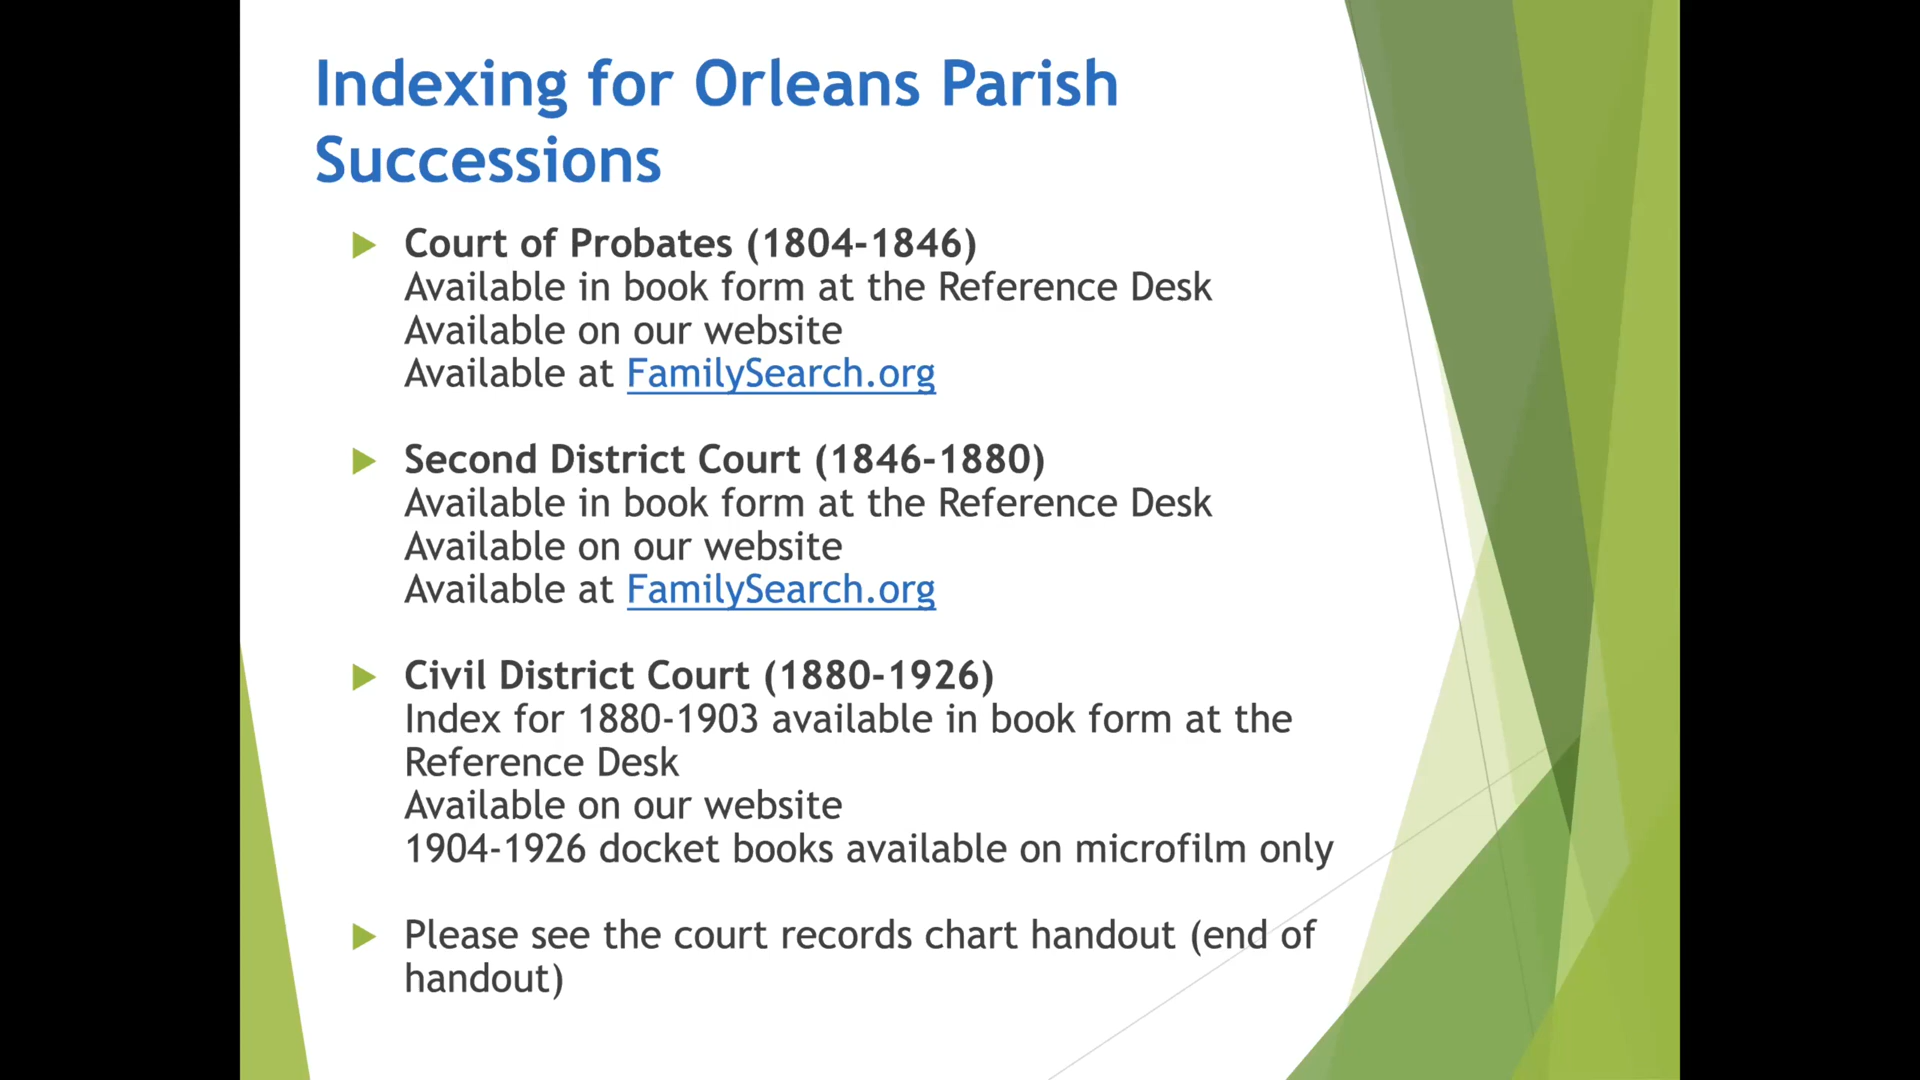 Indexing for Orleans Parish
Successions
Court of Probates (1804-1846)
Available in book form at the Reference Desk
Available on our website
Available at FamilySearch.org
Second District Court (1846-1880)
Available in book form at the Reference Desk
Available on our website
Available at FamilySearch.org
Civil District Court (1880-1926)
Index for 1880-1903 available in book form at the
Reference Desk
Available on our website
1904-1926 docket books available on microfilm only
Please see the court records chart handout (end of
handout)